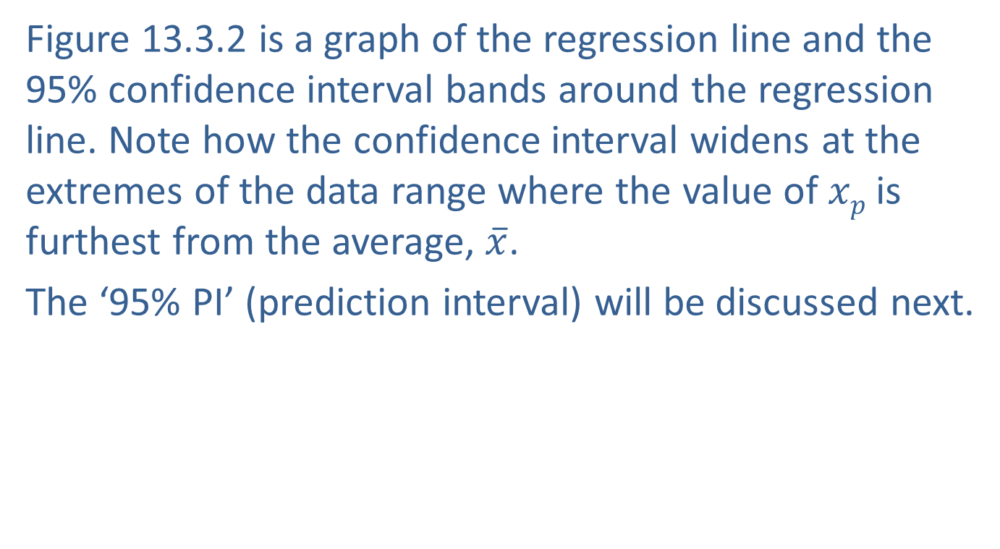 Figure 13.3.2 is a graph of the regression line and the
95% confidence interval bands around the regression
line. Note how the confidence interval widens at the
extremes of the data range where the value of 𝑥ₚ is
furthest from the average, 𝑥̅.
The ‘95% PI’ (prediction interval) will be discussed next.